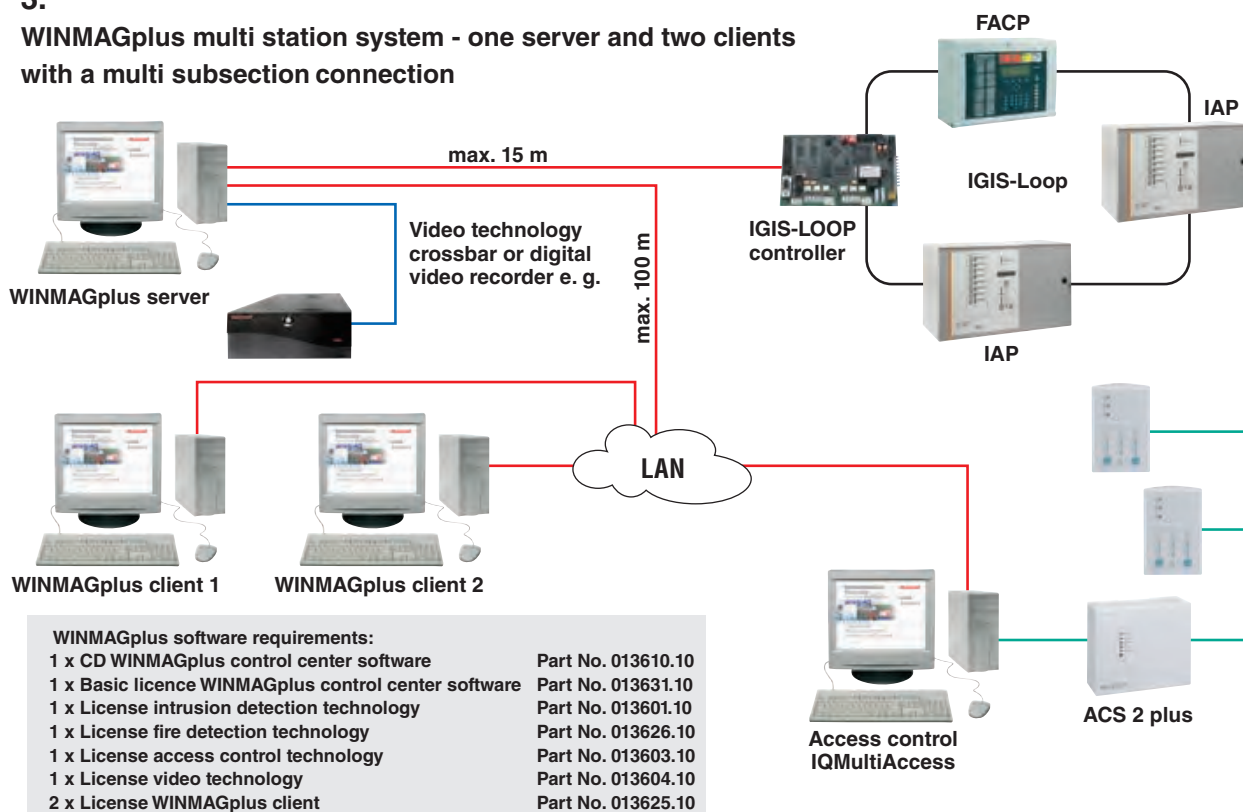 WINMAGplus multi station system - one server and two clients
with a multi subsection connection
FACP
IAP
max. 15 m
IGIS-Loop
IGIS-LOOP
controller
Video technology
crossbar or digital
video recorder e. g.
max. 100 m
WINMAGplus server
IAP
LAN
WINMAGplus client 1
WINMAGplus client 2
WINMAGplus software requirements:
1 x CD WINMAGplus control center software Part No. 013610.10
1 x Basic licence WINMAGplus control center software Part No. 013631.10
1 x License intrusion detection technology Part No. 013601.10
1 x License fire detection technology Part No. 013626.10
1 x License access control technology Part No. 013603.10
1 x License video technology Part No. 013604.10
2 x License WINMAGplus client Part No. 013625.10
Access control
IQMultiAccess
ACS 2 plus